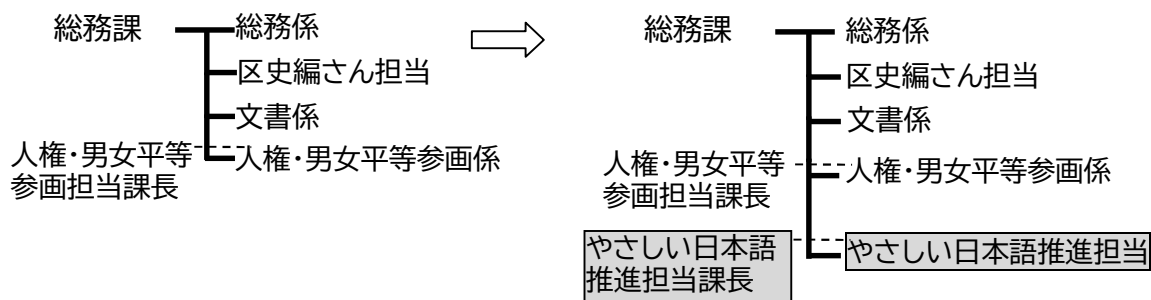 総務課
総務係
区史編さん担当
文書係
人権・男女平等
参画担当課長
人権・男女平等参画係
総務課
総務係
区史編さん担当
文書係
人権・男女平等
参画担当課長
人権・男女平等参画係
やさしい日本語
推進担当課長
やさしい日本語推進担当